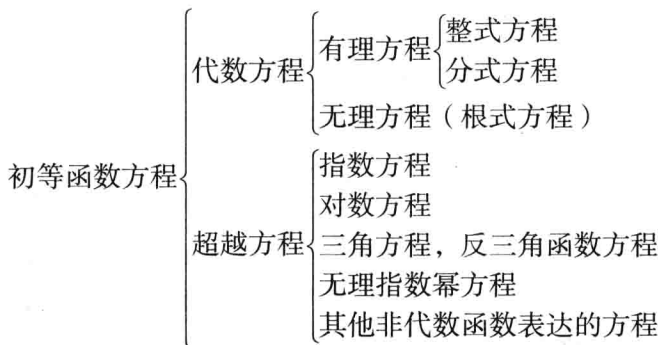 初等函数方程
代数方程
有理方程
整式方程
分式方程
无理方程（根式方程）
超越方程
指数方程
对数方程
三角方程，反三角函数方程
无理指数幂方程
其他非代数函数表达的方程